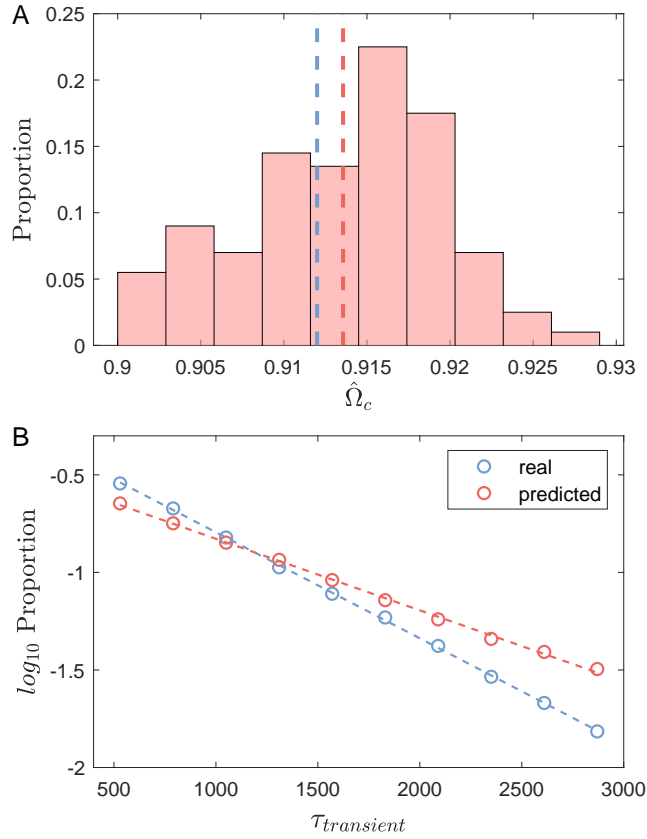 A
0.25
0.2
0.15
0.1
0.05
0
Proportion
0.9 0.905 0.91 0.915 0.92 0.925 0.93
Ω̂_c
B
-0.5
-1
-1.5
-2
log₁₀ Proportion
real
predicted
500 1000 1500 2000 2500 3000
τ_transient